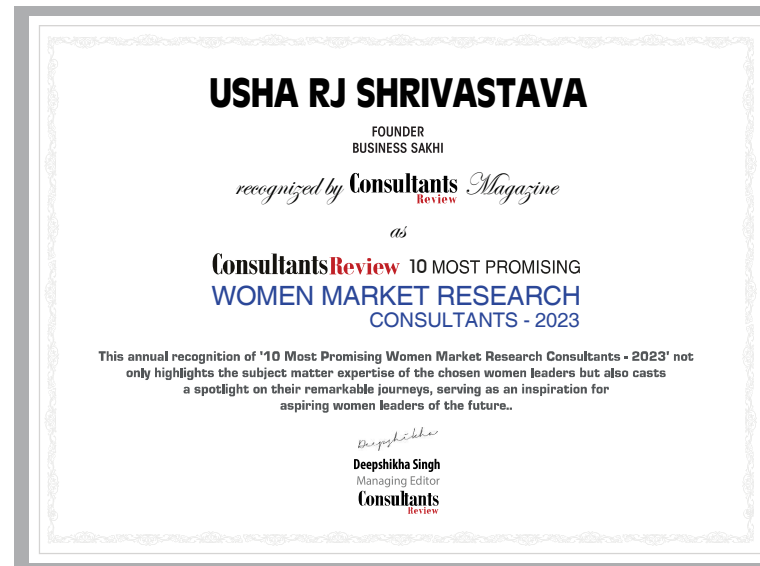 USHA RJ SHRIVASTAVA
FOUNDER
BUSINESS SAKHI
recognized by Consultants Review Magazine
as
ConsultantsReview 10 MOST PROMISING
WOMEN MARKET RESEARCH
CONSULTANTS - 2023
This annual recognition of '10 Most Promising Women Market Research Consultants - 2023' not
only highlights the subject matter expertise of the chosen women leaders but also casts
a spotlight on their remarkable journeys, serving as an inspiration for
aspiring women leaders of the future..
Deepshikha
Deepshikha Singh
Managing Editor
Consultants
Review